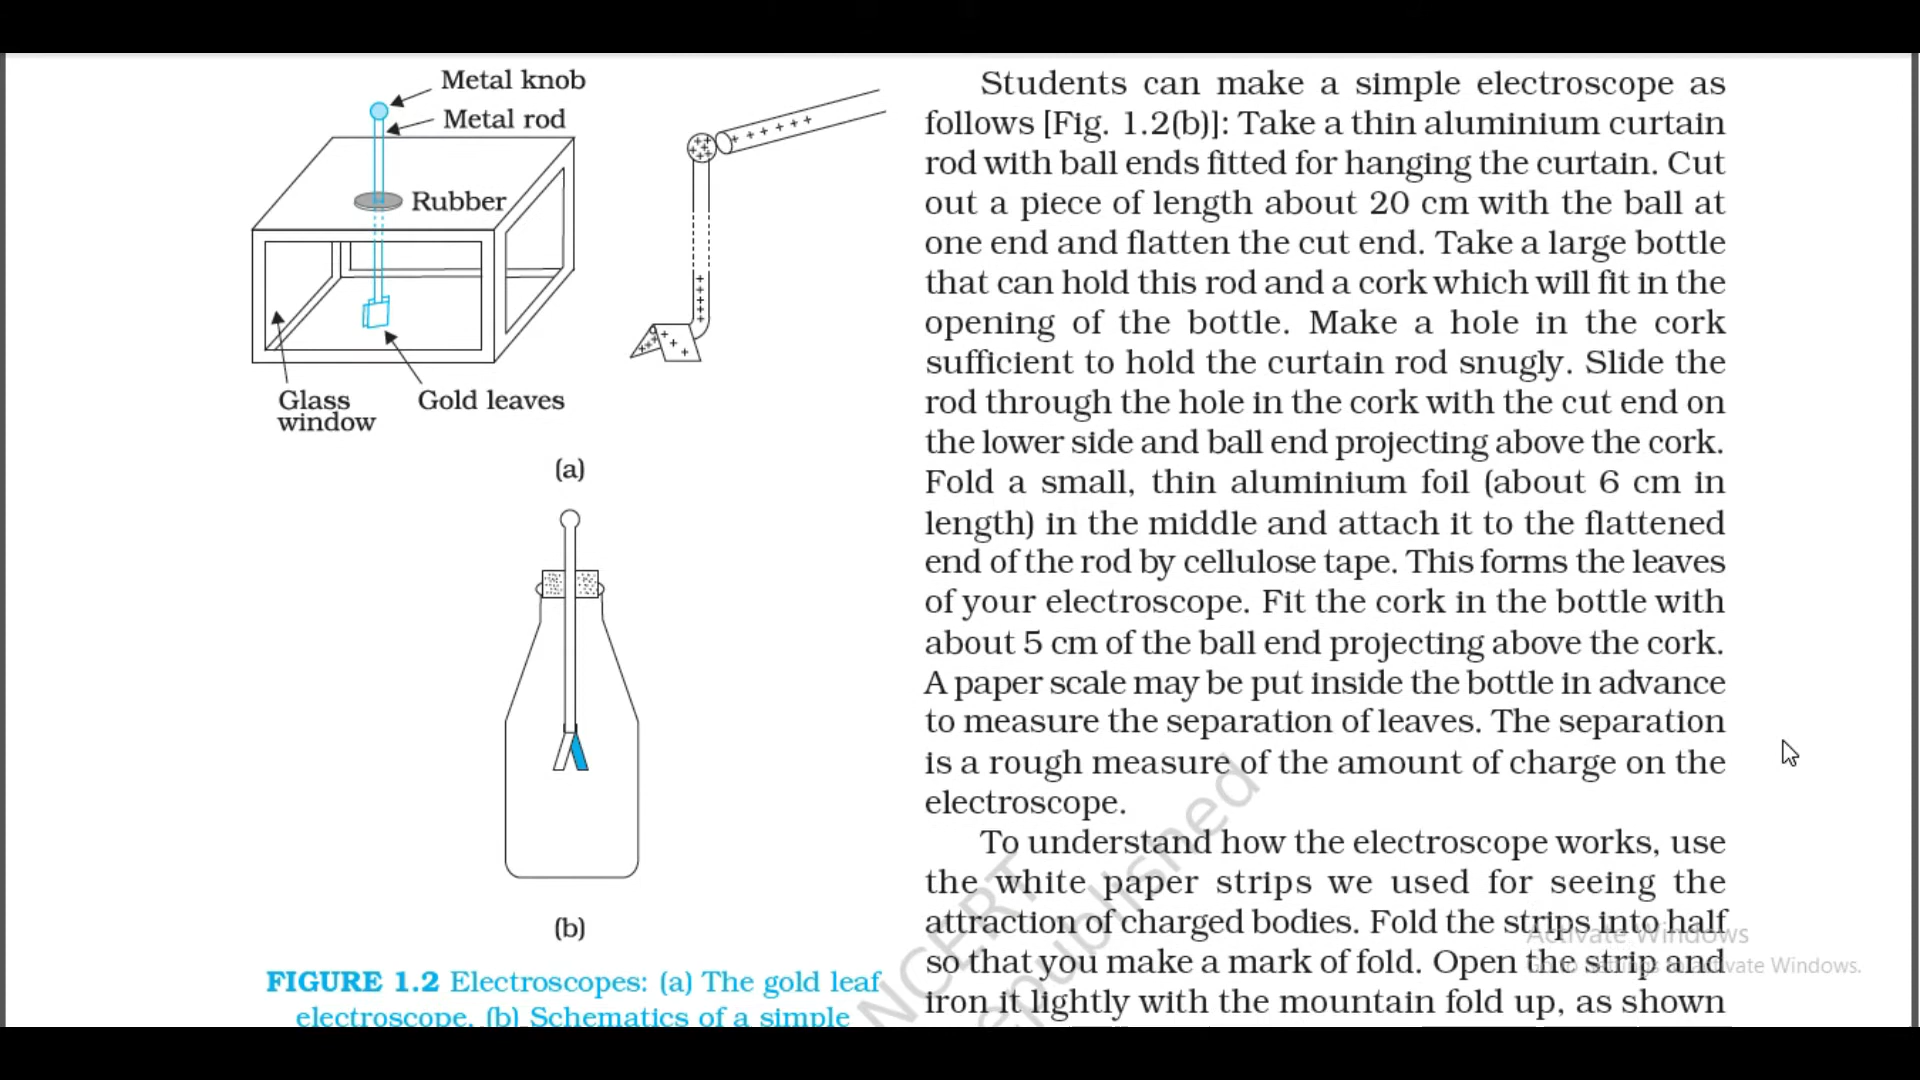 Metal knob
Metal rod
Rubber
Glass
window
Gold leaves
(a)
(b)
FIGURE 1.2 Electroscopes: (a) The gold leaf
electroscope, (b) Schematics of a simple
Students can make a simple electroscope as
follows [Fig. 1.2(b)]: Take a thin aluminium curtain
rod with ball ends fitted for hanging the curtain. Cut
out a piece of length about 20 cm with the ball at
one end and flatten the cut end. Take a large bottle
that can hold this rod and a cork which will fit in the
opening of the bottle. Make a hole in the cork
sufficient to hold the curtain rod snugly. Slide the
rod through the hole in the cork with the cut end on
the lower side and ball end projecting above the cork.
Fold a small, thin aluminium foil (about 6 cm in
length) in the middle and attach it to the flattened
end of the rod by cellulose tape. This forms the leaves
of your electroscope. Fit the cork in the bottle with
about 5 cm of the ball end projecting above the cork.
A paper scale may be put inside the bottle in advance
to measure the separation of leaves. The separation
is a rough measure of the amount of charge on the
electroscope.
To understand how the electroscope works, use
the white paper strips we used for seeing the
attraction of charged bodies. Fold the strips into half
so that you make a mark of fold. Open the strip and
iron it lightly with the mountain fold up, as shown
NCERT
republished
Activate Windows
Go to Settings to activate Windows.